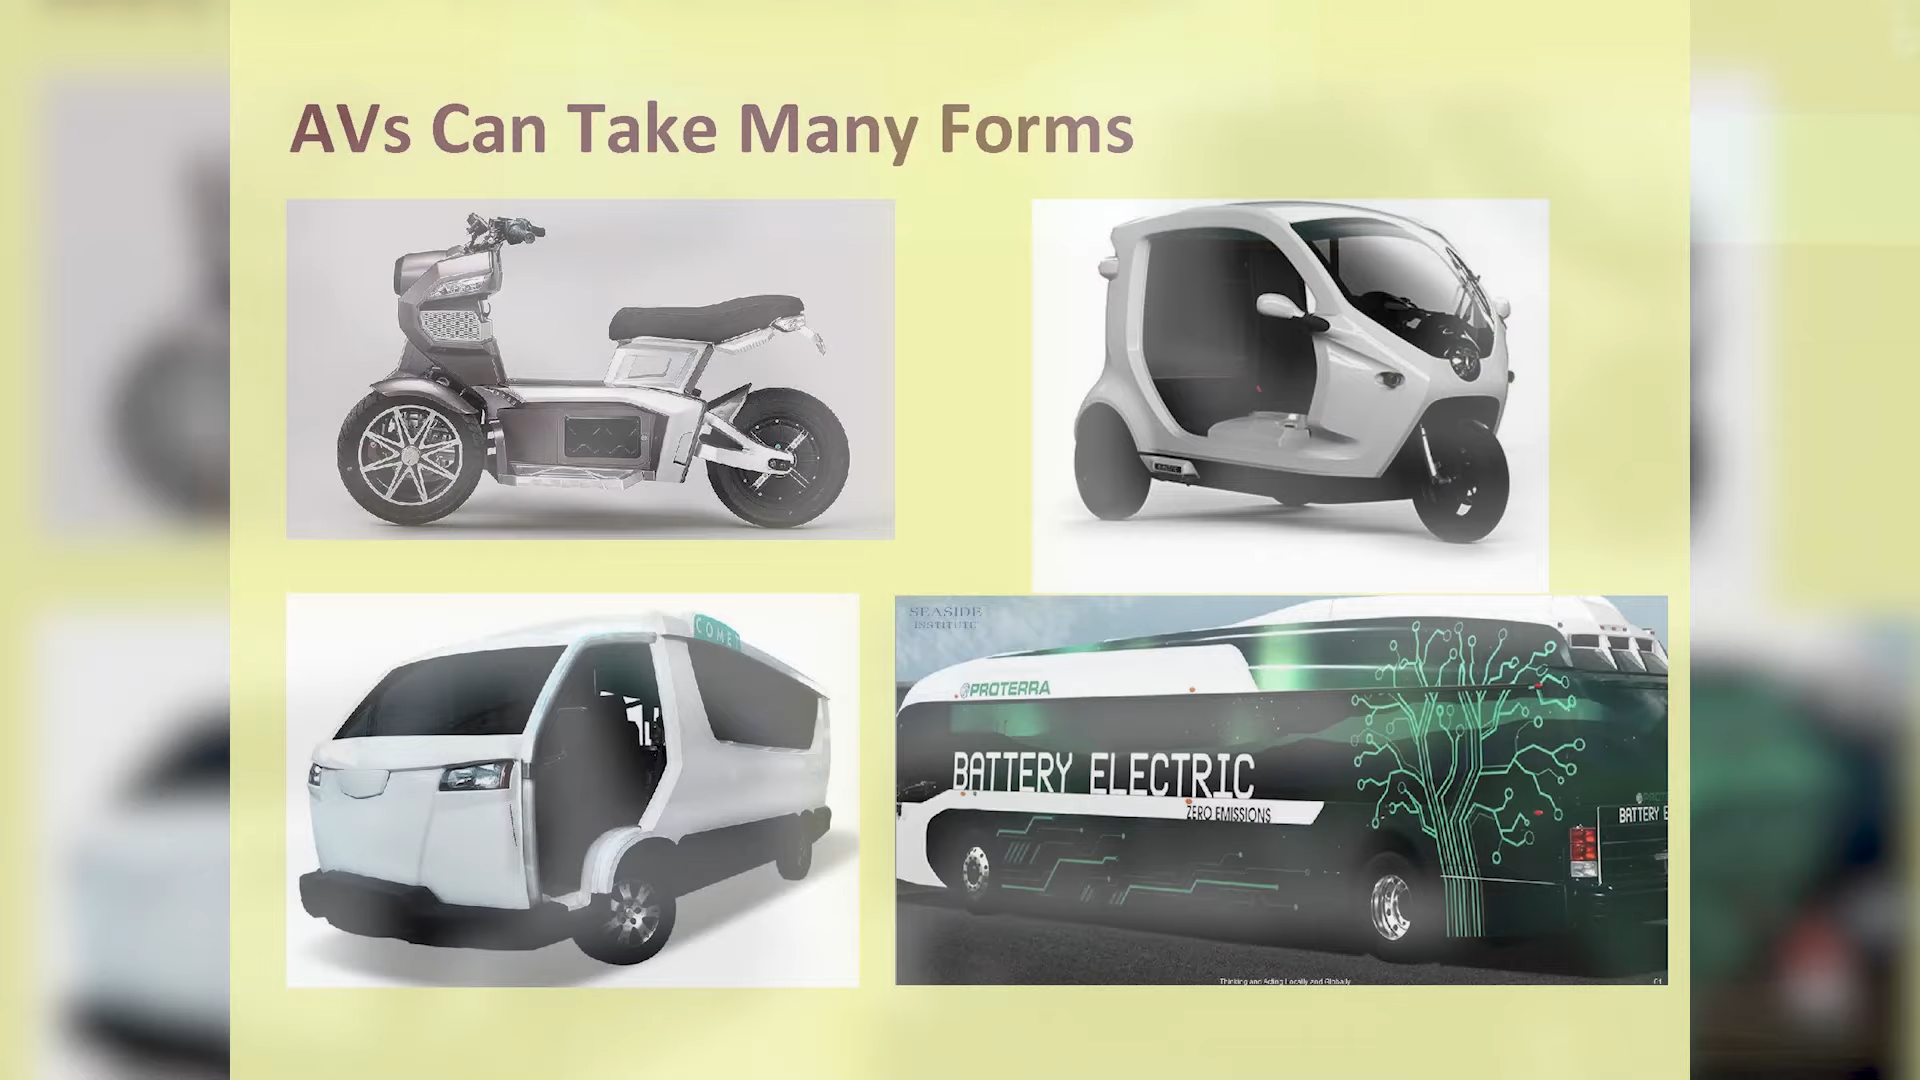 AVs Can Take Many Forms
COMET
SEASIDE
INSTITUTE
PROTERRA
BATTERY ELECTRIC
ZERO EMISSIONS
BATTERY E
Thinking and Acting Locally and Globally